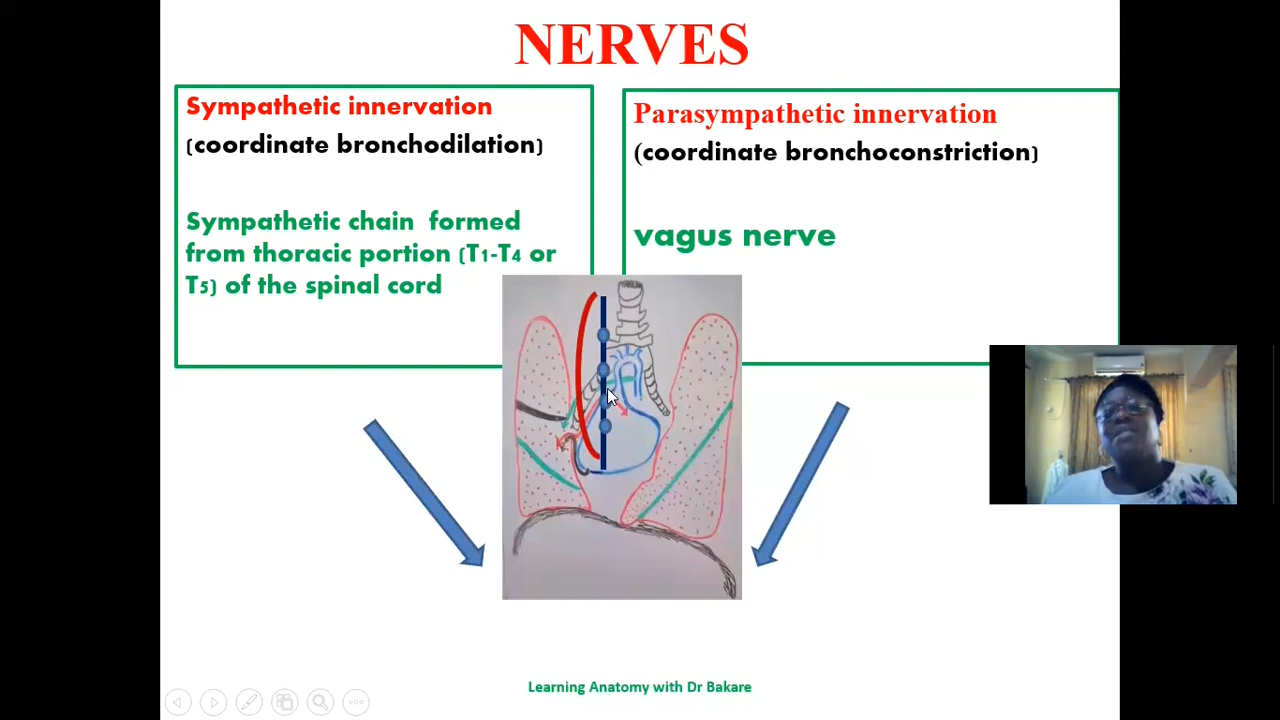 NERVES
Sympathetic innervation
(coordinate bronchodilation)
Sympathetic chain formed
from thoracic portion (T1-T4 or
T5) of the spinal cord
Parasympathetic innervation
(coordinate bronchoconstriction)
vagus nerve
Learning Anatomy with Dr Bakare